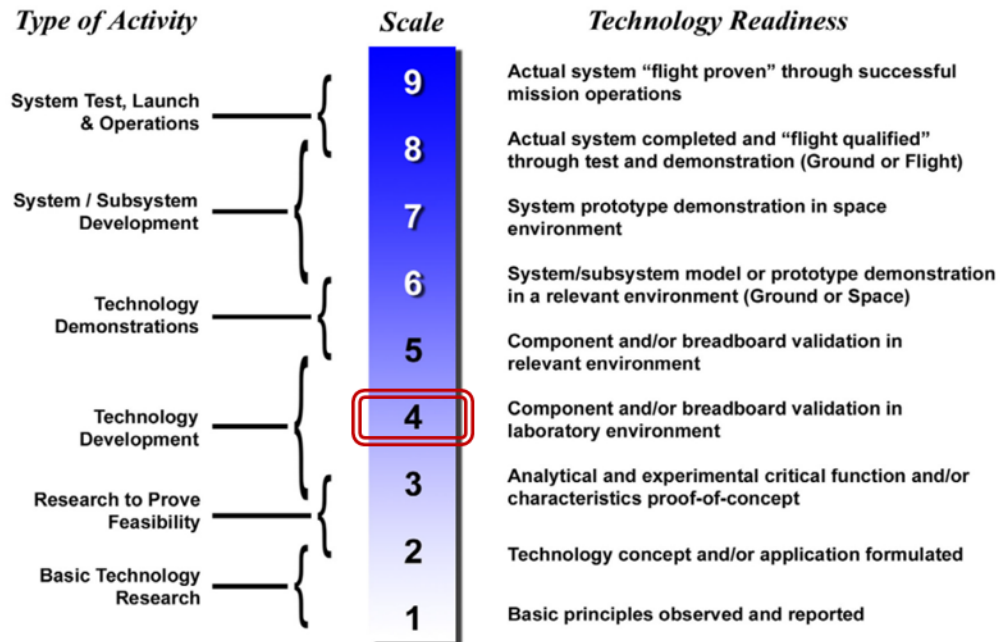 Type of Activity
Scale
Technology Readiness
System Test, Launch
& Operations
System / Subsystem
Development
Technology
Demonstrations
Technology
Development
Research to Prove
Feasibility
Basic Technology
Research
9
8
7
6
5
4
3
2
1
Actual system “flight proven” through successful
mission operations
Actual system completed and “flight qualified”
through test and demonstration (Ground or Flight)
System prototype demonstration in space
environment
System/subsystem model or prototype demonstration
in a relevant environment (Ground or Space)
Component and/or breadboard validation in
relevant environment
Component and/or breadboard validation in
laboratory environment
Analytical and experimental critical function and/or
characteristics proof-of-concept
Technology concept and/or application formulated
Basic principles observed and reported